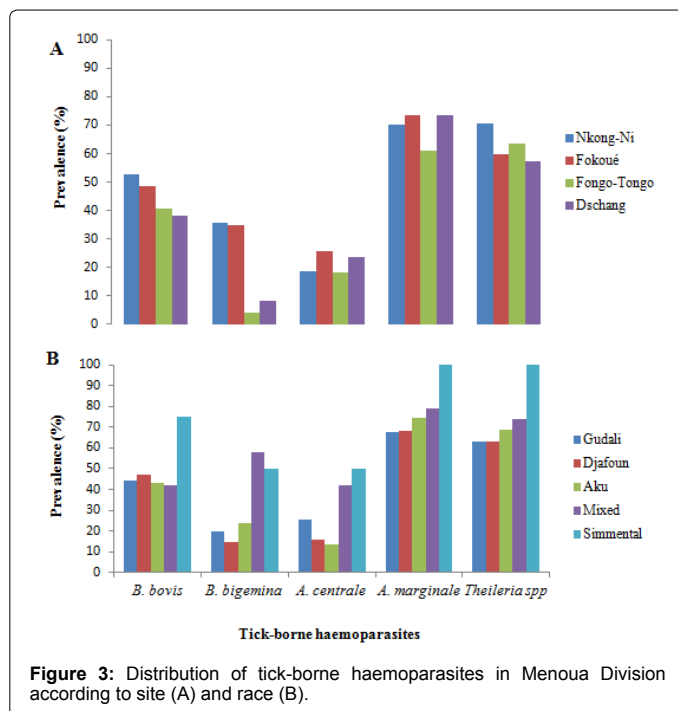 A
Prevalence (%)
100
90
80
70
60
50
40
30
20
10
0
Nkong-Ni
Fokoué
Fongo-Tongo
Dschang
B
Prevalence (%)
100
90
80
70
60
50
40
30
20
10
0
Gudali
Djafoun
Aku
Mixed
Simmental
B. bovis B. bigemina A. centrale A. marginale Theileria spp
Tick-borne haemoparasites
Figure 3: Distribution of tick-borne haemoparasites in Menoua Division
according to site (A) and race (B).